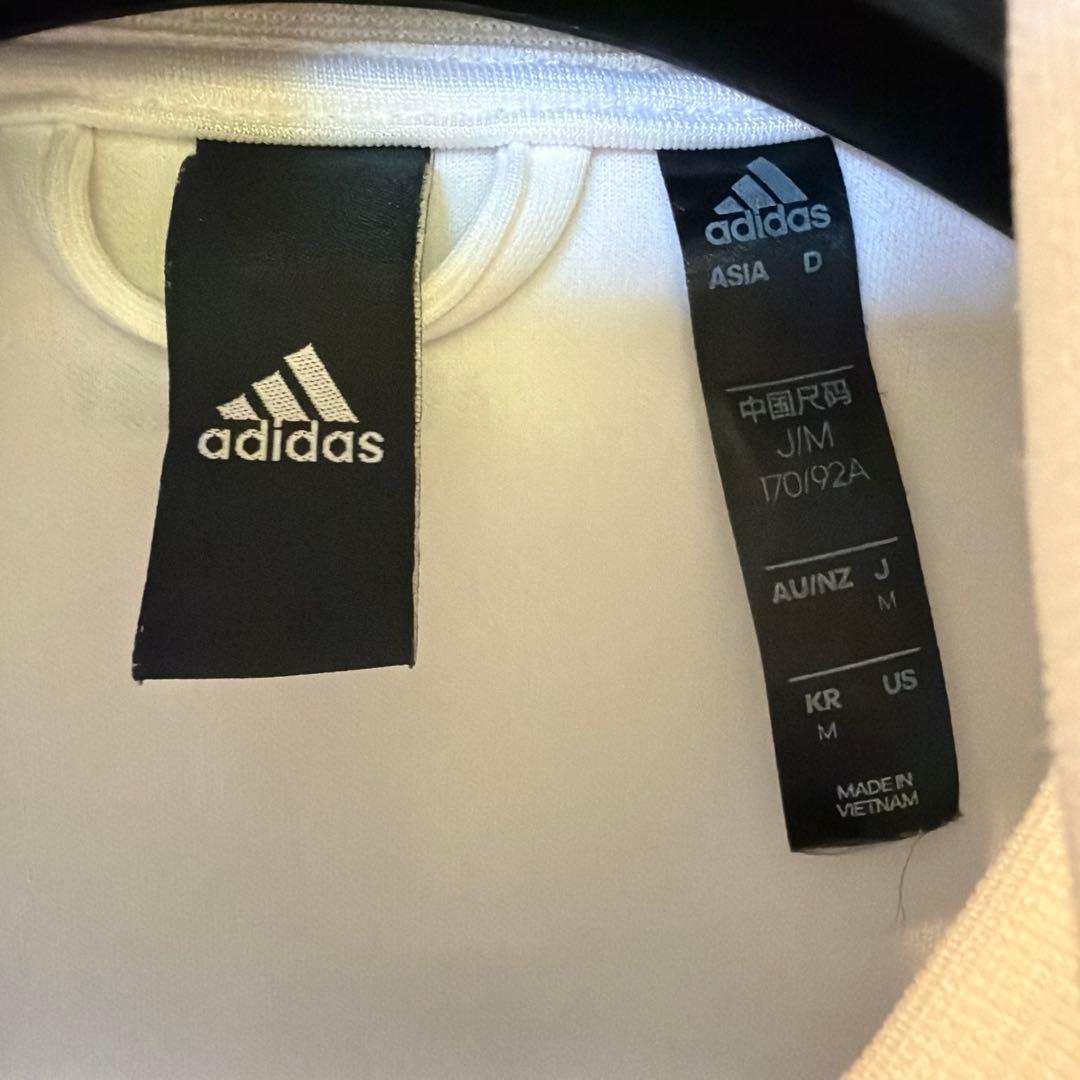 adidas
adidas
ASIA D
中国尺码
J/M
170/92A
AU/NZ J
M
KR US
M
MADE IN
VIETNAM